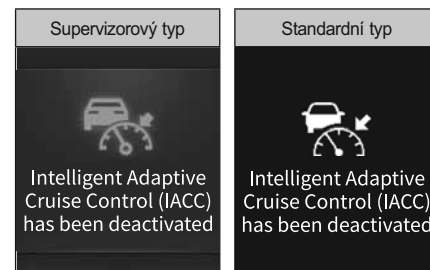 Supervizorový typ
Standardní typ
Intelligent Adaptive
Cruise Control (IACC)
has been deactivated
Intelligent Adaptive
Cruise Control (IACC)
has been deactivated